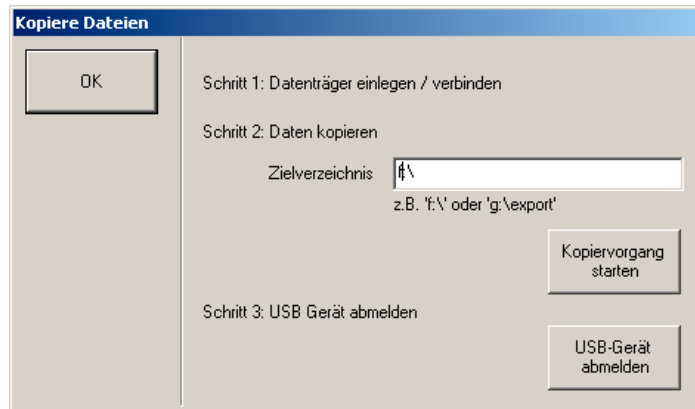 Kopiere Dateien
OK
Schritt 1: Datenträger einlegen / verbinden
Schritt 2: Daten kopieren
Zielverzeichnis f:\
z.B. 'f:\' oder 'g:\export'
Kopiervorgang
starten
Schritt 3: USB Gerät abmelden
USB-Gerät
abmelden